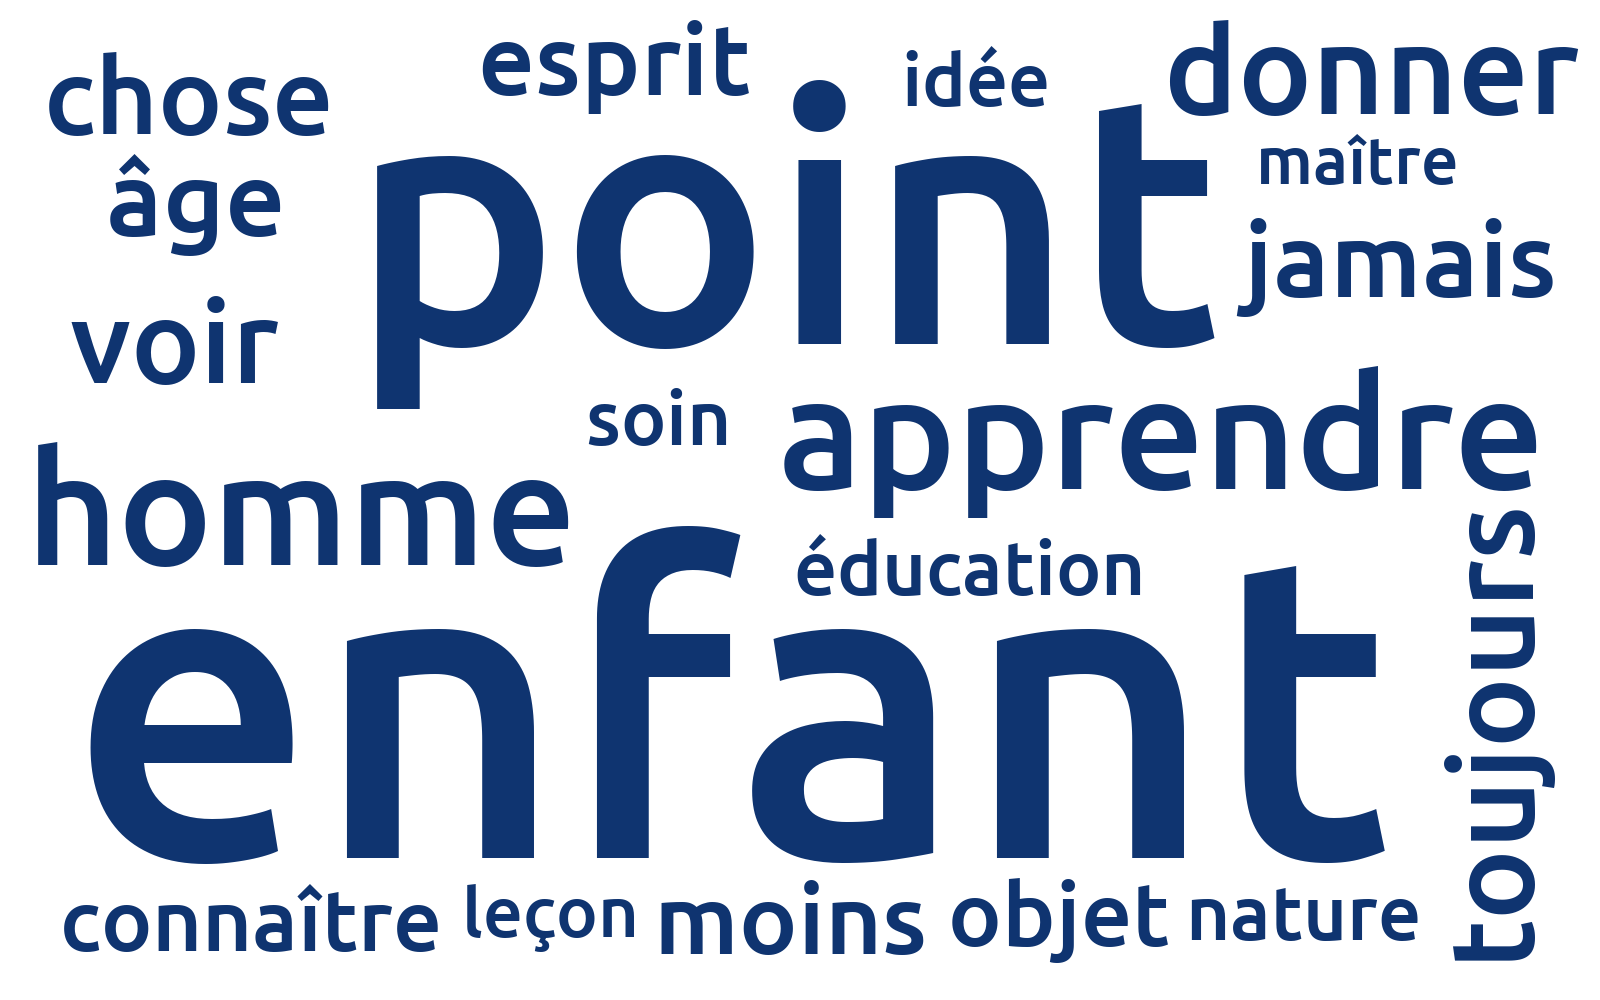 esprit
idée
donner
chose
point
maître
âge
jamais
voir
soin
apprendre
homme
éducation
enfant
toujours
connaître
leçon
moins
objet
nature